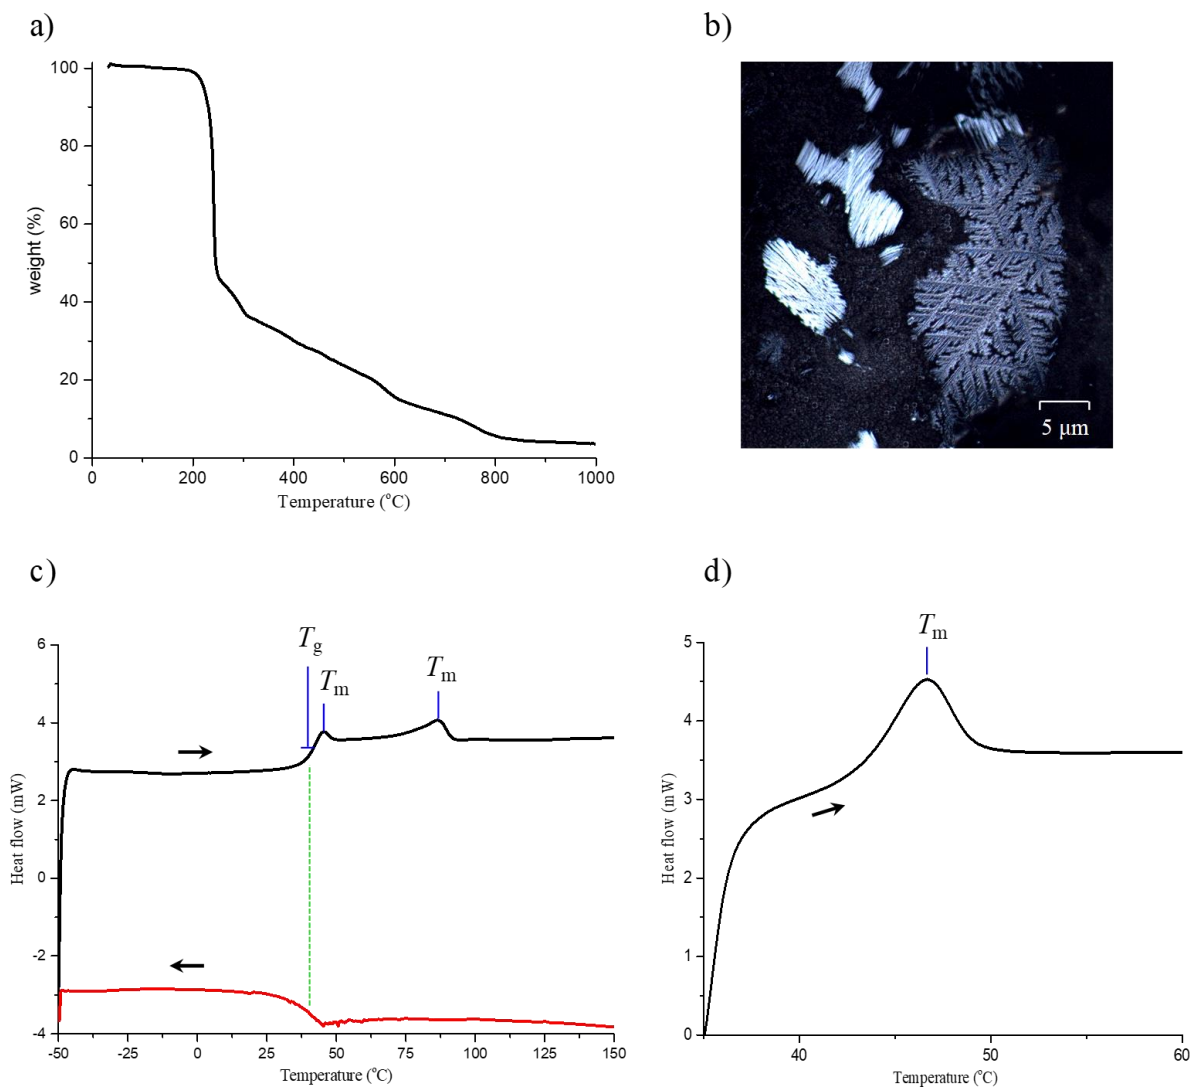 a)
b)
100
80
60
40
20
0
weight (%)
0 200 400 600 800 1000
Temperature (°C)
5 μm
c)
d)
6
4
2
0
-2
-4
Heat flow (mW)
Tg
Tm
Tm
-50 -25 0 25 50 75 100 125 150
Temperature (°C)
5
4
3
2
1
0
Heat flow (mW)
Tm
40 50 60
Temperature (°C)